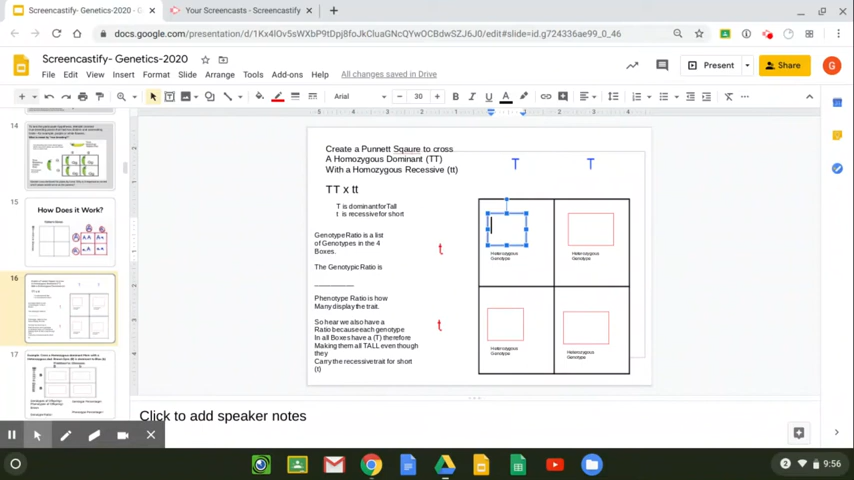 Screencastify- Genetics-2020 - G
Your Screencasts - Screencastify
docs.google.com/presentation/d/1Kx4lOv5sWXbP9tDpj8foJkCluaGNcQYwOCBdwSZJ6J0/edit#slide=id.g724336ae99_0_46
Screencastify- Genetics-2020
File Edit View Insert Format Slide Arrange Tools Add-ons Help All changes saved in Drive
Present
Share
G
Arial
30
B I U A
14
15
How Does it Work?
16
17
Create a Punnett Sqaure to cross
A Homozygous Dominant (TT)
With a Homozygous Recessive (tt)
TT x tt
T is dominant for Tall
t is recessive for short
Genotype Ratio is a list
of Genotypes in the 4
Boxes.
The Genotypic Ratio is
___________
Phenotype Ratio is how
Many display the trait.
So hear we also have a
Ratio because each genotype
In all Boxes have a (T) therefore
Making them all TALL even though
they
Carry the recessive trait for short
(t)
T
T
t
t
Heterozygous
Genotype
Heterozygous
Genotype
Heterozygous
Genotype
Heterozygous
Genotype
Click to add speaker notes
2
9:56